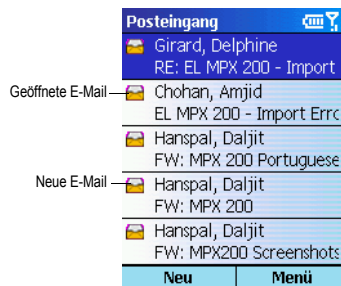 Posteingang
Girard, Delphine
RE: EL MPX 200 - Import
Geöffnete E-Mail
Chohan, Amjid
EL MPX 200 - Import Errc
Hanspal, Daljit
FW: MPX 200 Portuguese
Neue E-Mail
Hanspal, Daljit
FW: MPX 200
Hanspal, Daljit
FW: MPX200 Screenshots
Neu Menü